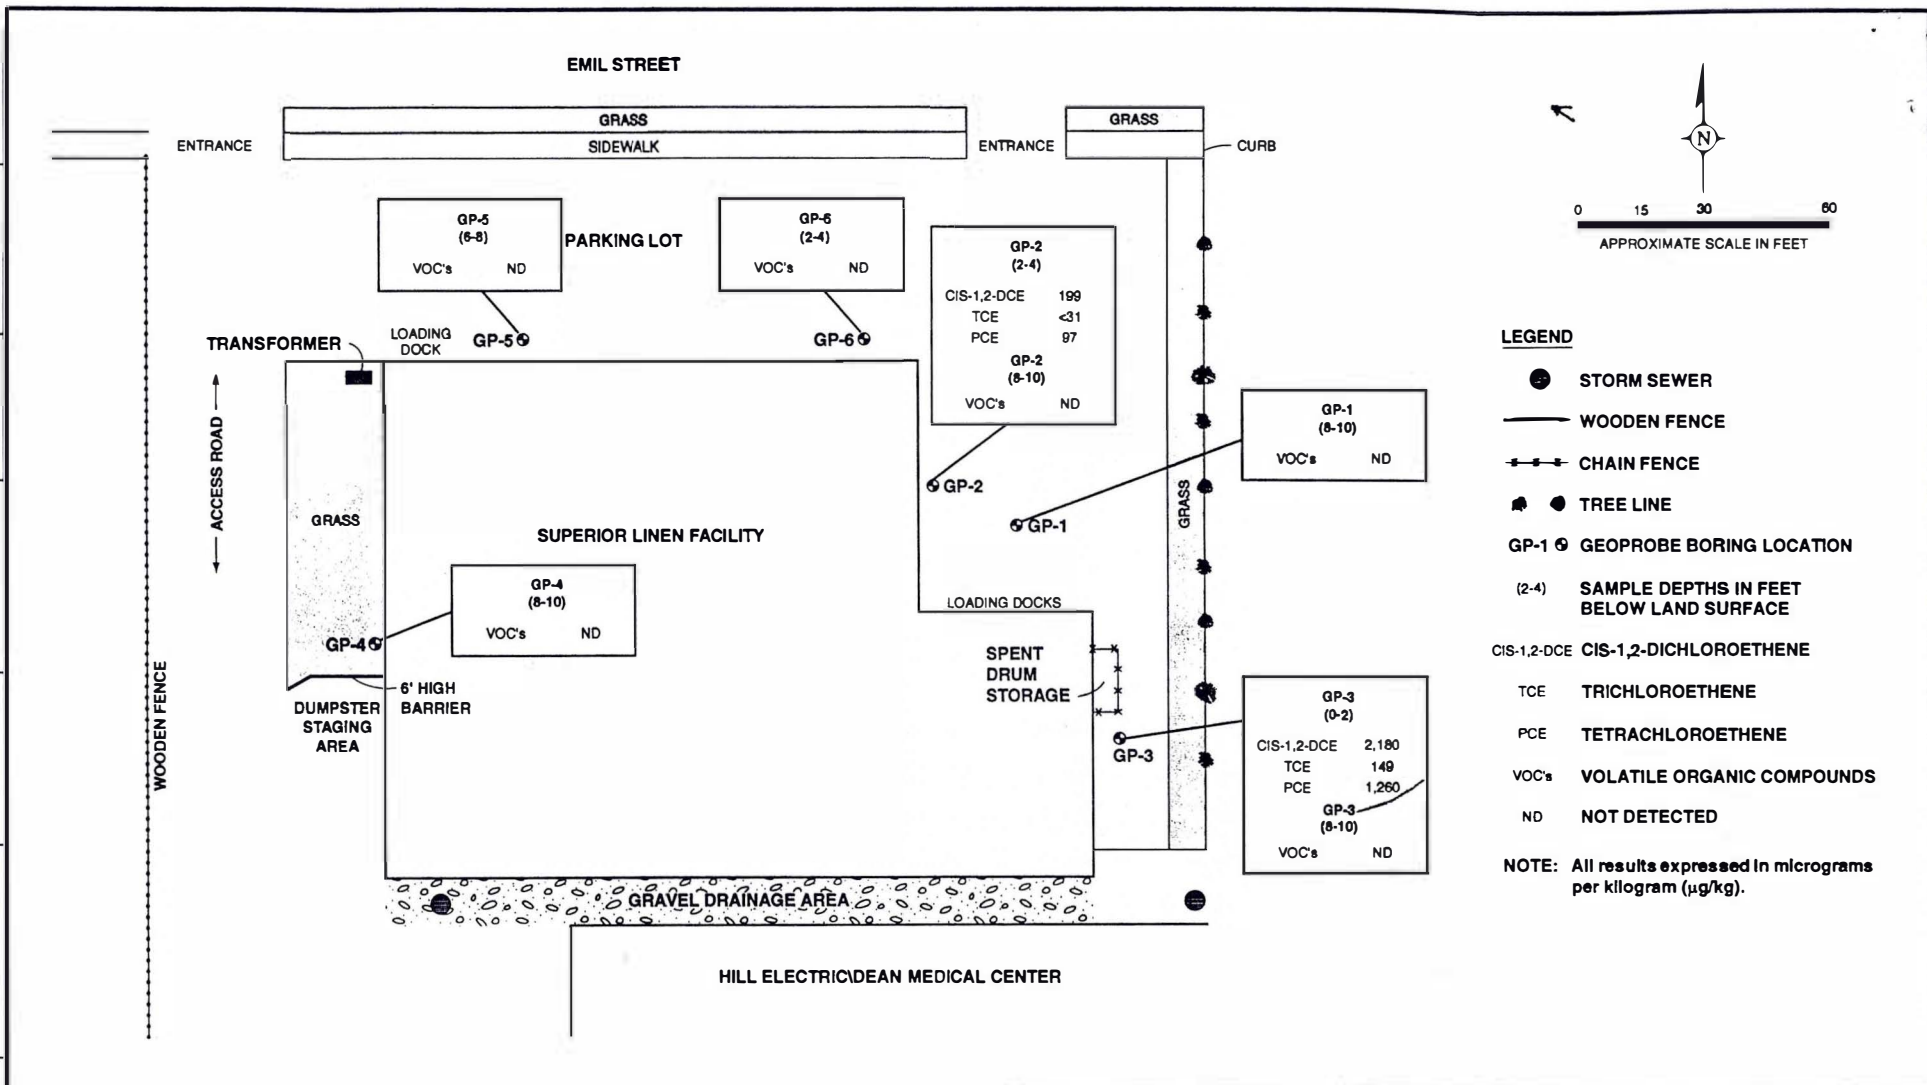 EMIL STREET
GRASS
SIDEWALK
ENTRANCE
ENTRANCE
GRASS
CURB
N
0 15 30 60
APPROXIMATE SCALE IN FEET
GP-5
(6-8)
VOC's ND
PARKING LOT
GP-6
(2-4)
VOC's ND
GP-2
(2-4)
CIS-1,2-DCE 199
TCE <31
PCE 97
GP-2
(8-10)
VOC's ND
TRANSFORMER
LOADING
DOCK
GP-5
GP-6
GP-1
(8-10)
VOC's ND
ACCESS ROAD
GRASS
GP-2
GP-1
GRASS
SUPERIOR LINEN FACILITY
GP-4
(8-10)
VOC's ND
GP-4
LOADING DOCKS
SPENT
DRUM
STORAGE
6' HIGH
BARRIER
DUMPSTER
STAGING
AREA
WOODEN FENCE
GP-3
GP-3
(0-2)
CIS-1,2-DCE 2,180
TCE 149
PCE 1,260
GP-3
(8-10)
VOC's ND
GRAVEL DRAINAGE AREA
HILL ELECTRIC\DEAN MEDICAL CENTER
LEGEND
STORM SEWER
WOODEN FENCE
CHAIN FENCE
TREE LINE
GP-1 GEOPROBE BORING LOCATION
(2-4) SAMPLE DEPTHS IN FEET
BELOW LAND SURFACE
CIS-1,2-DCE CIS-1,2-DICHLOROETHENE
TCE TRICHLOROETHENE
PCE TETRACHLOROETHENE
VOC's VOLATILE ORGANIC COMPOUNDS
ND NOT DETECTED
NOTE: All results expressed in micrograms
per kilogram (µg/kg).